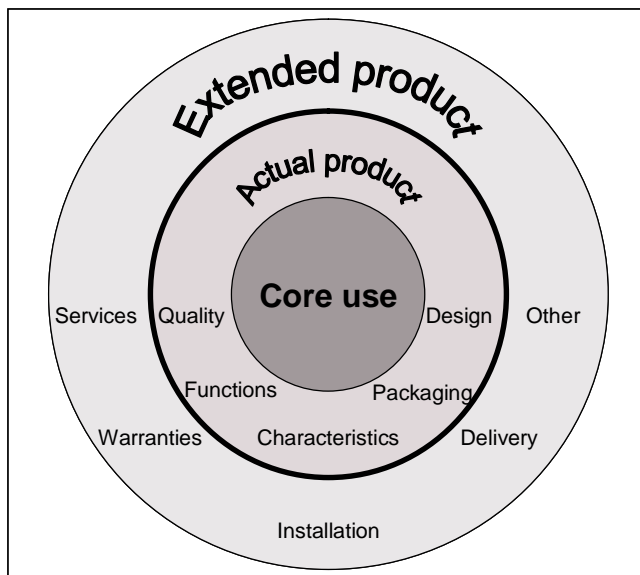 Extended product
Actual product
Core use
Services
Quality
Design
Other
Functions
Packaging
Warranties
Characteristics
Delivery
Installation